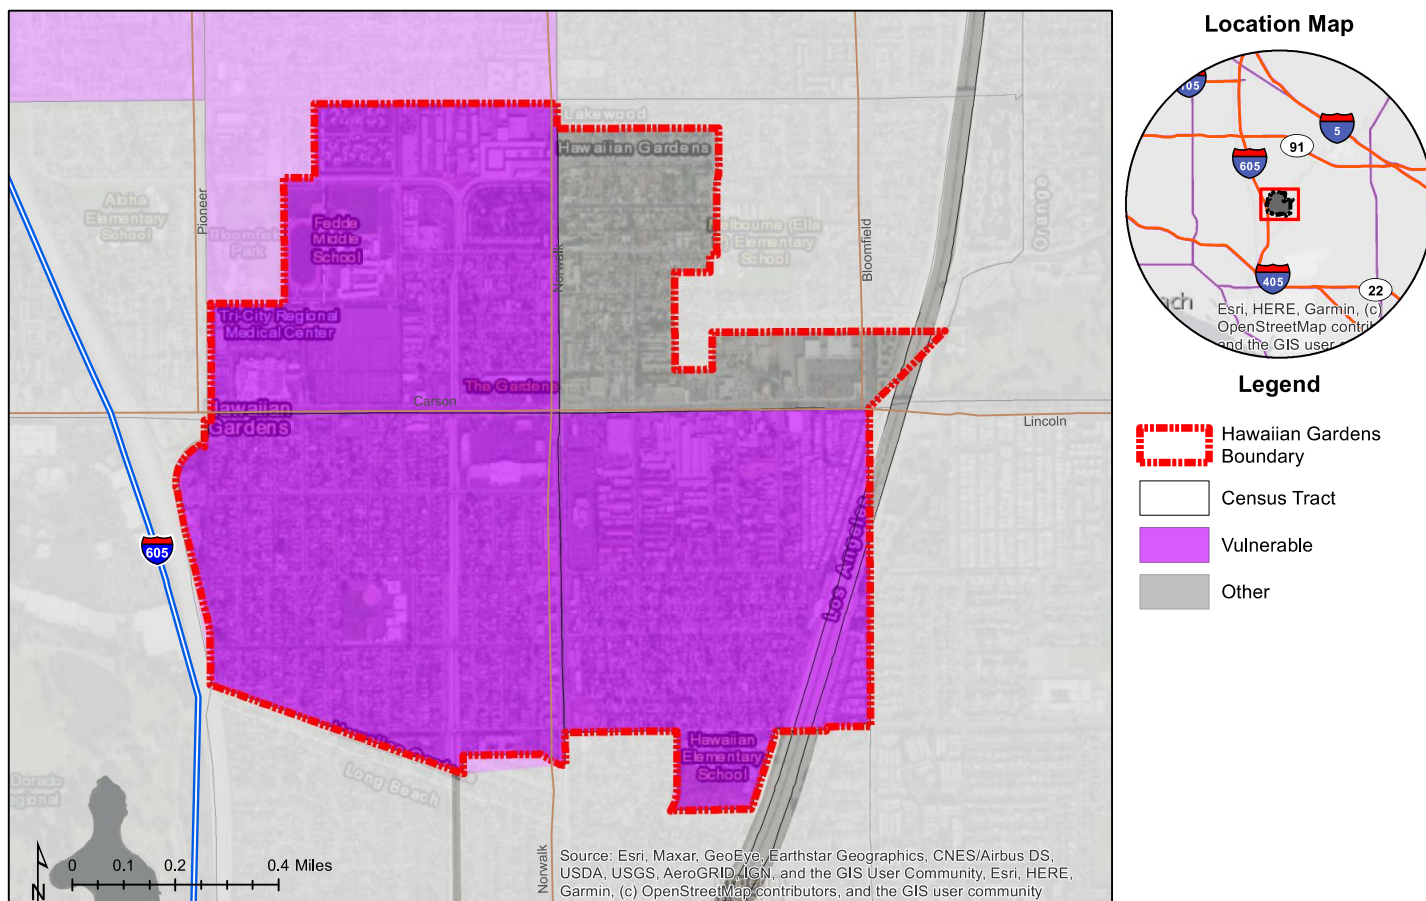 Location Map
105
5
91
605
405
22
ach
Esri, HERE, Garmin, (c)
OpenStreetMap contrib
and the GIS user
Legend
Hawaiian Gardens
Boundary
Census Tract
Vulnerable
Other
Lakewood
Hawaiian Gardens
Aloha
Elementary
School
Pioneer
Bloomfield
Park
Fedde
Middle
School
Norwalk
Melbourne (Ella
) Elementary
School
Bloomfield
Orange
Tri-City Regional
Medical Center
The Gardens
Carson
Hawaiian
Gardens
Lincoln
605
Los Angeles
Hawaiian
Elementary
School
Long Beach
Dorado
egional
Norwalk
N
0 0.1 0.2 0.4 Miles
Source: Esri, Maxar, GeoEye, Earthstar Geographics, CNES/Airbus DS,
USDA, USGS, AeroGRID, IGN, and the GIS User Community, Esri, HERE,
Garmin, (c) OpenStreetMap contributors, and the GIS user community